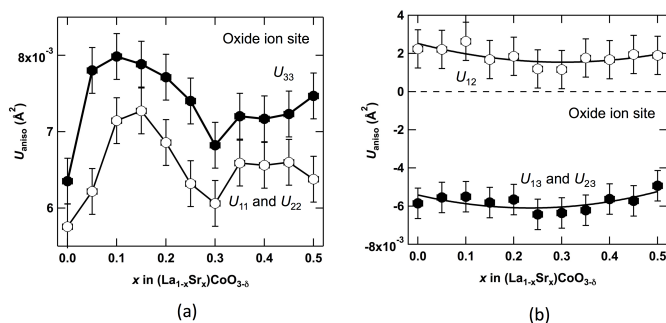 (a)
8x10⁻³
7
6
U_aniso (Å²)
Oxide ion site
U₃₃
U₁₁ and U₂₂
0.0 0.1 0.2 0.3 0.4 0.5
x in (La₁₋ₓSrₓ)CoO₃₋δ
(a)
(b)
4
2
0
-2
-4
-6
-8x10⁻³
U_aniso (Å²)
U₁₂
Oxide ion site
U₁₃ and U₂₃
0.0 0.1 0.2 0.3 0.4 0.5
x in (La₁₋ₓSrₓ)CoO₃₋δ
(b)